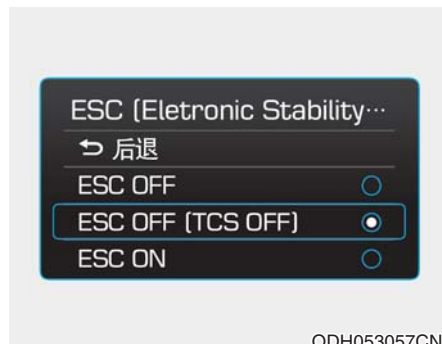 ESC (Eletronic Stability···
后退
ESC OFF
ESC OFF (TCS OFF)
ESC ON
ODH053057CN